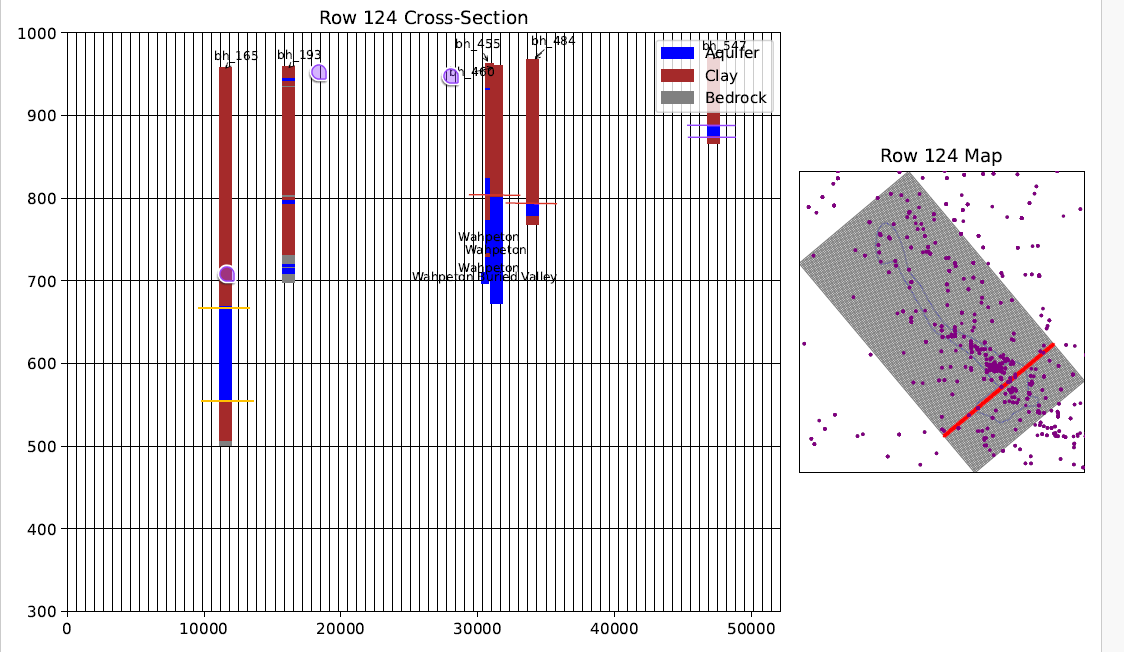 Row 124 Cross-Section
1000
900
800
700
600
500
400
300
0
10000
20000
30000
40000
50000
bh_165
bh_193
bh_455
bh_460
bh_484
bh_547
Aquifer
Clay
Bedrock
Wahpeton
Wahpeton
Wahpeton
Wahpeton Buried Valley
Row 124 Map